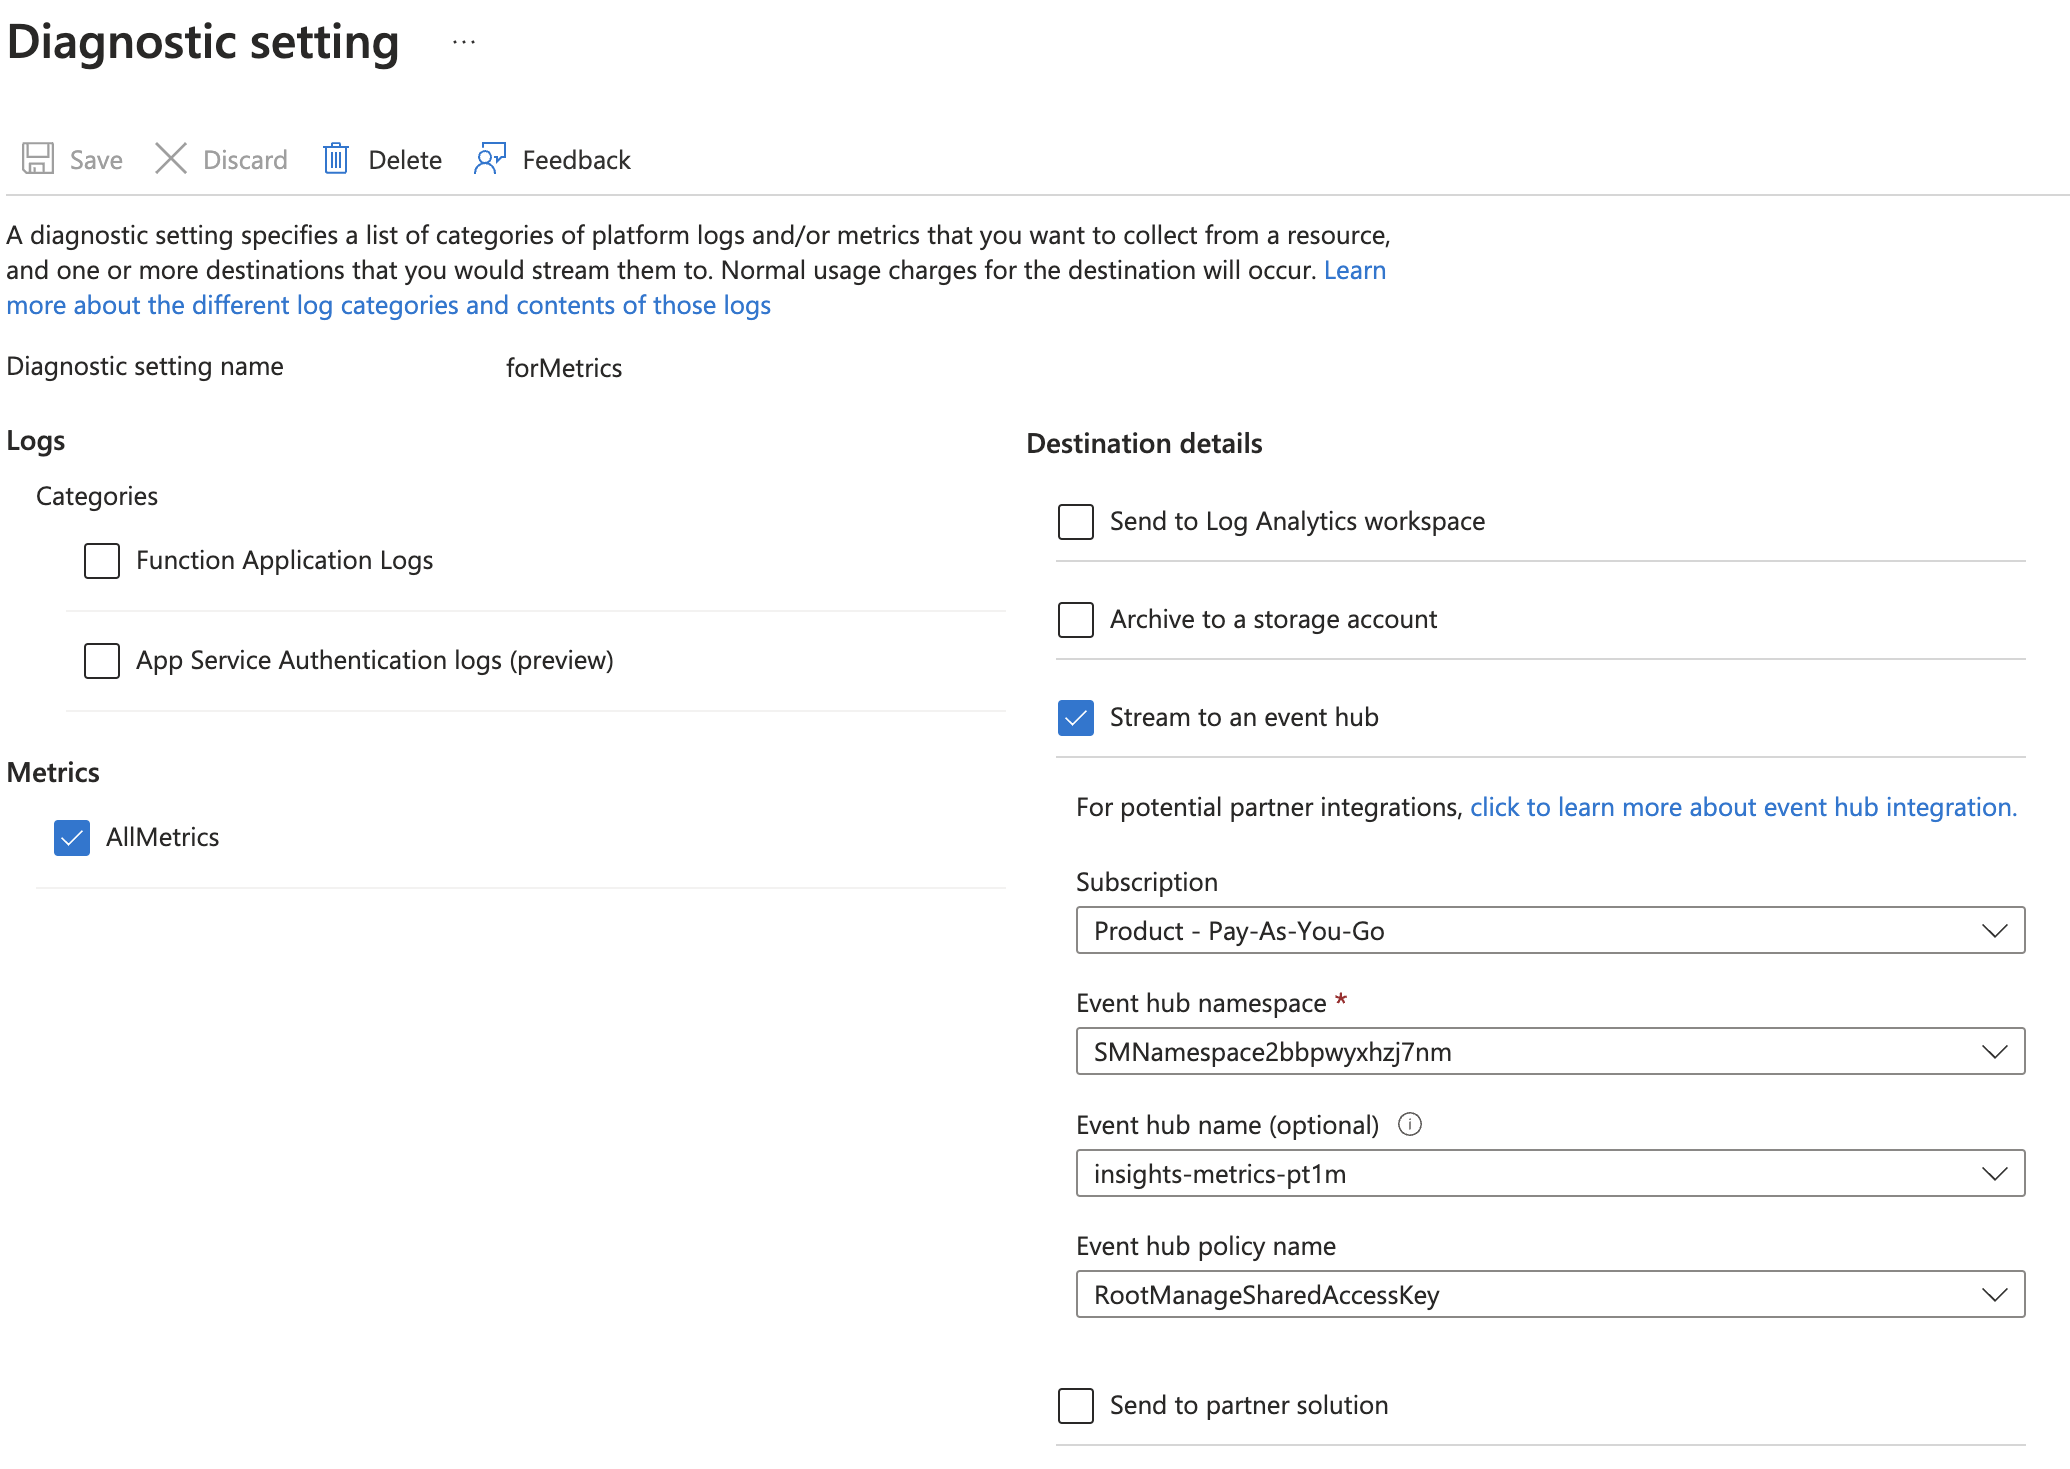 Diagnostic setting ...
Save Discard Delete Feedback
A diagnostic setting specifies a list of categories of platform logs and/or metrics that you want to collect from a resource,
and one or more destinations that you would stream them to. Normal usage charges for the destination will occur. Learn
more about the different log categories and contents of those logs
Diagnostic setting name forMetrics
Logs
Categories
Function Application Logs
App Service Authentication logs (preview)
Metrics
AllMetrics
Destination details
Send to Log Analytics workspace
Archive to a storage account
Stream to an event hub
For potential partner integrations, click to learn more about event hub integration.
Subscription
Product - Pay-As-You-Go
Event hub namespace *
SMNamespace2bbpwyxhzj7nm
Event hub name (optional)
insights-metrics-pt1m
Event hub policy name
RootManageSharedAccessKey
Send to partner solution